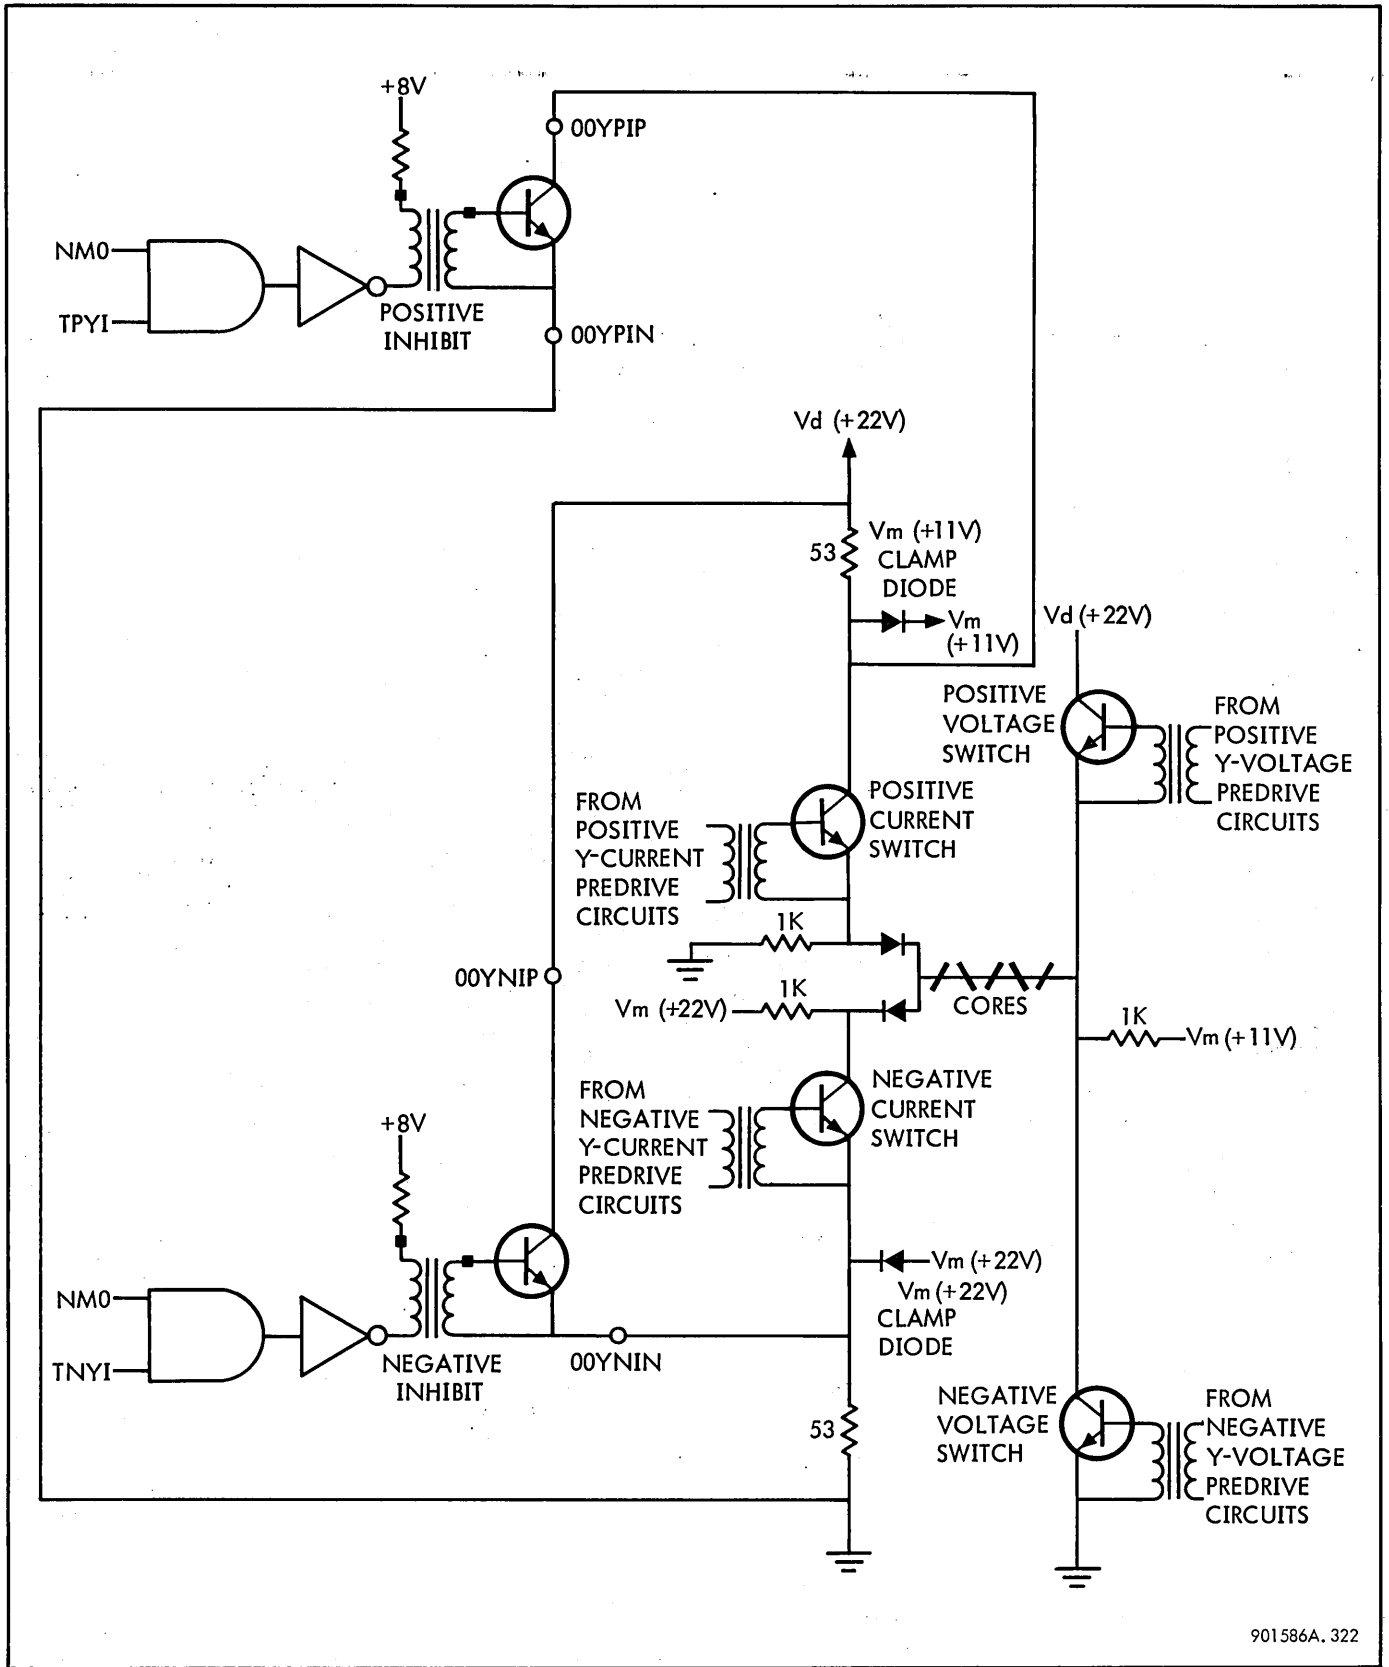 +8V
00YPIP
NM0
TPYI
POSITIVE
INHIBIT
00YPIN
Vd (+22V)
53
Vm (+11V)
CLAMP
DIODE
Vm
(+11V)
Vd (+22V)
POSITIVE
VOLTAGE
SWITCH
FROM
POSITIVE
Y-VOLTAGE
PREDRIVE
CIRCUITS
FROM
POSITIVE
Y-CURRENT
PREDRIVE
CIRCUITS
POSITIVE
CURRENT
SWITCH
1K
00YNIP
1K
Vm (+22V)
CORES
1K
Vm (+11V)
FROM
NEGATIVE
Y-CURRENT
PREDRIVE
CIRCUITS
NEGATIVE
CURRENT
SWITCH
+8V
Vm (+22V)
Vm (+22V)
CLAMP
DIODE
NM0
TNYI
NEGATIVE
INHIBIT
00YNIN
53
NEGATIVE
VOLTAGE
SWITCH
FROM
NEGATIVE
Y-VOLTAGE
PREDRIVE
CIRCUITS
901586A. 322